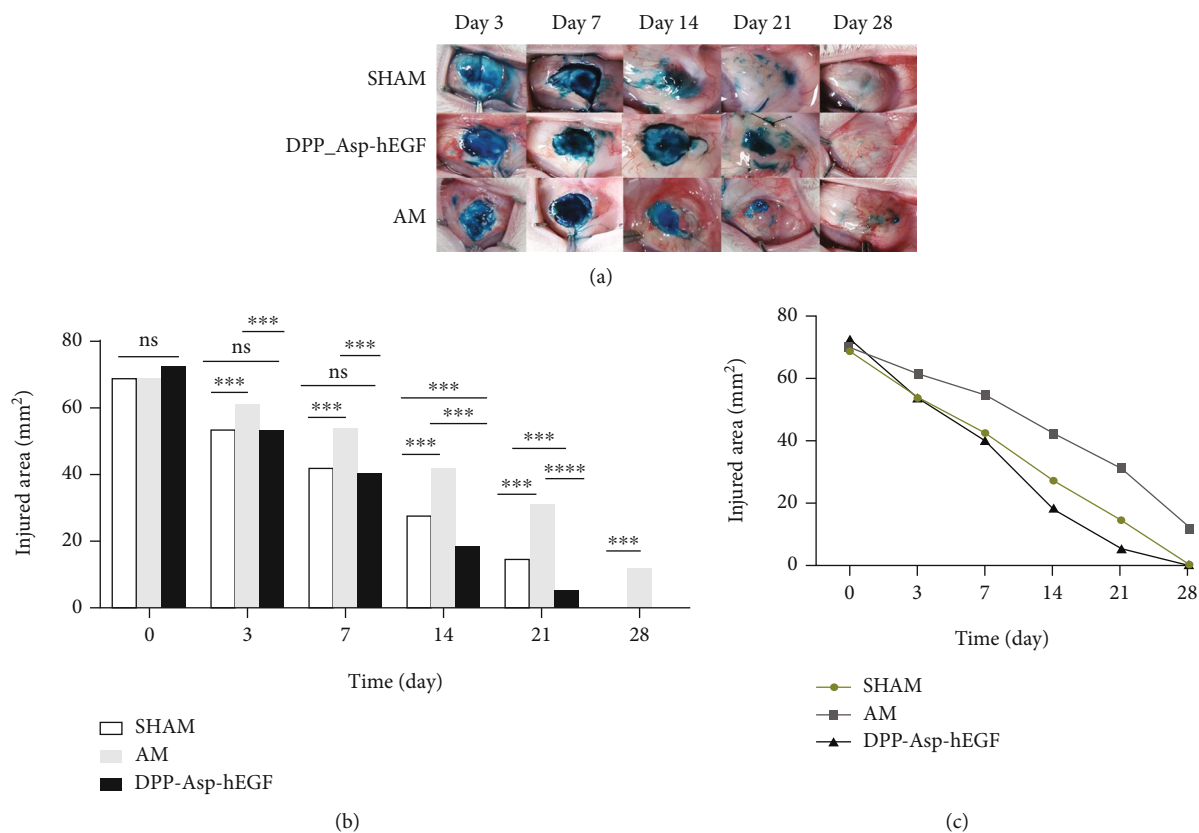 Day 3 Day 7 Day 14 Day 21 Day 28
SHAM
DPP_Asp-hEGF
AM
(a)
80
60
40
20
0
Injured area (mm²)
ns
ns
***
***
ns
***
***
***
***
***
***
****
***
***
0 3 7 14 21 28
Time (day)
SHAM
AM
DPP-Asp-hEGF
(b)
80
60
40
20
0
Injured area (mm²)
0 3 7 14 21 28
Time (day)
SHAM
AM
DPP-Asp-hEGF
(c)